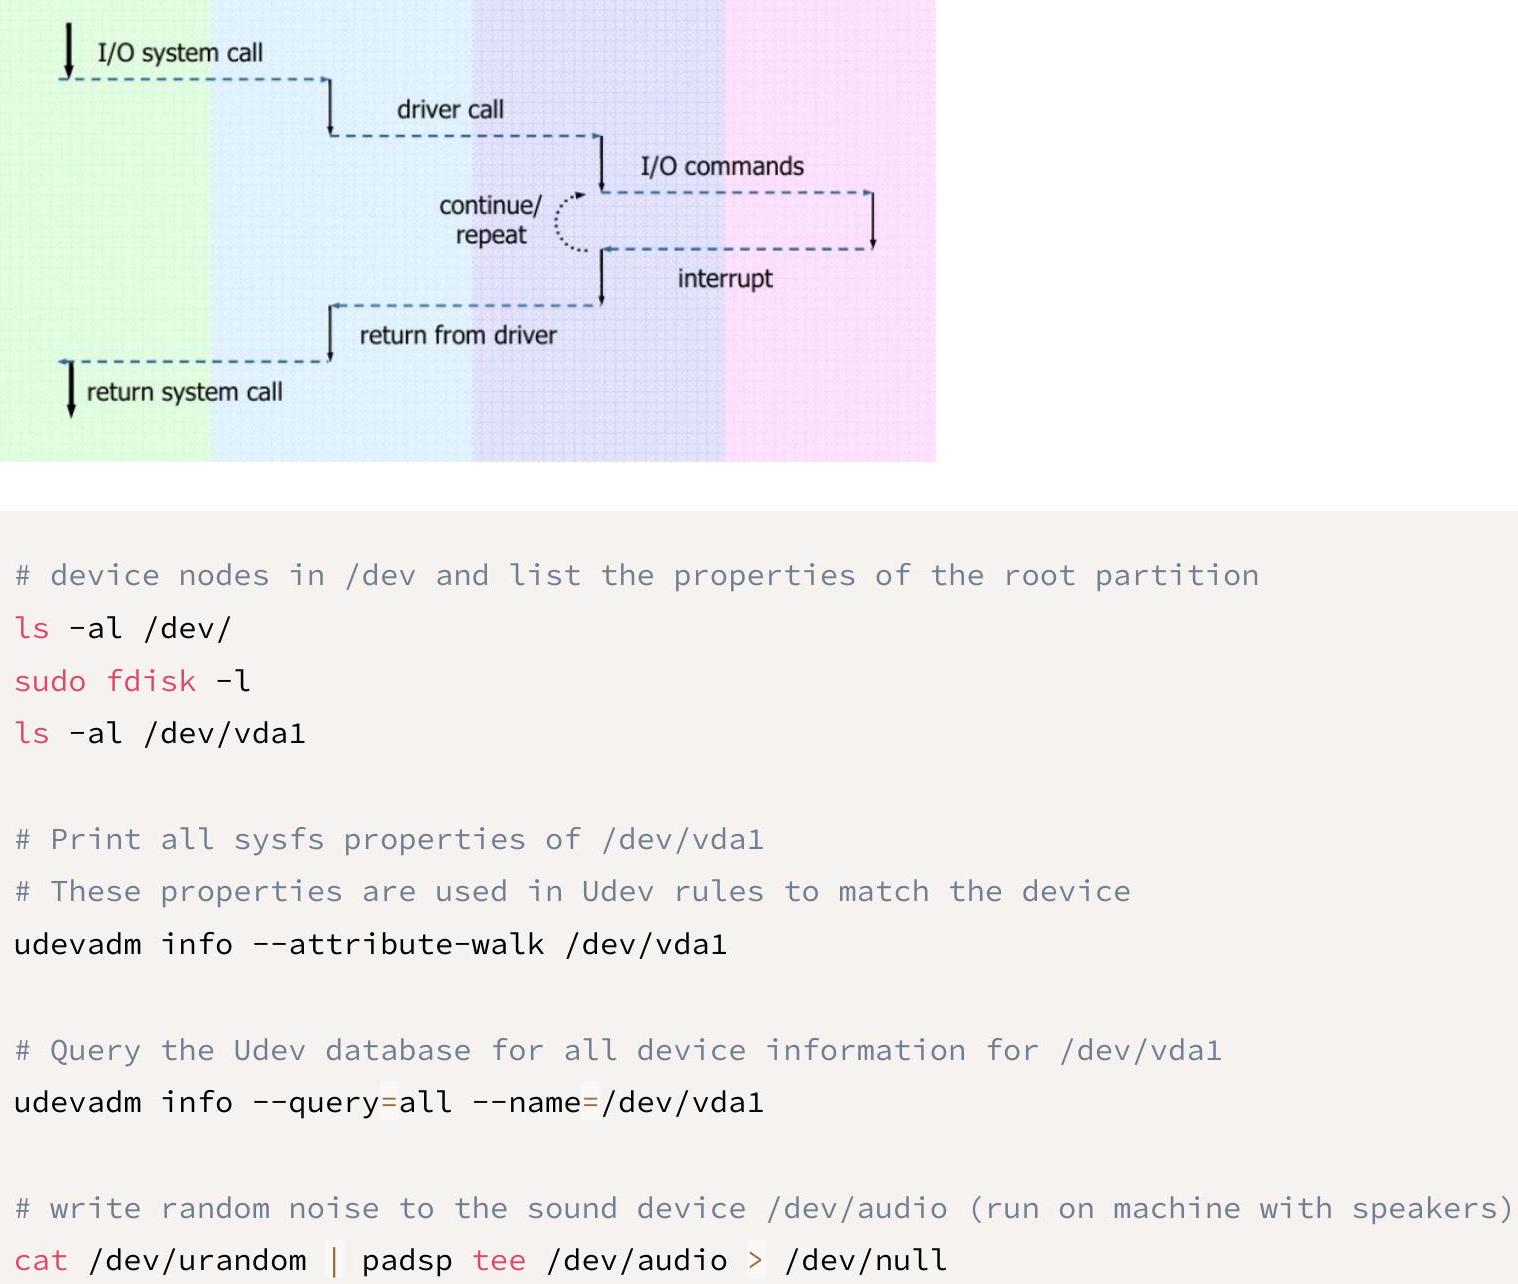 I/O system call
driver call
I/O commands
continue/
repeat
interrupt
return from driver
return system call
# device nodes in /dev and list the properties of the root partition
ls -al /dev/
sudo fdisk -l
ls -al /dev/vda1
# Print all sysfs properties of /dev/vda1
# These properties are used in Udev rules to match the device
udevadm info --attribute-walk /dev/vda1
# Query the Udev database for all device information for /dev/vda1
udevadm info --query=all --name=/dev/vda1
# write random noise to the sound device /dev/audio (run on machine with speakers)
cat /dev/urandom | padsp tee /dev/audio > /dev/null